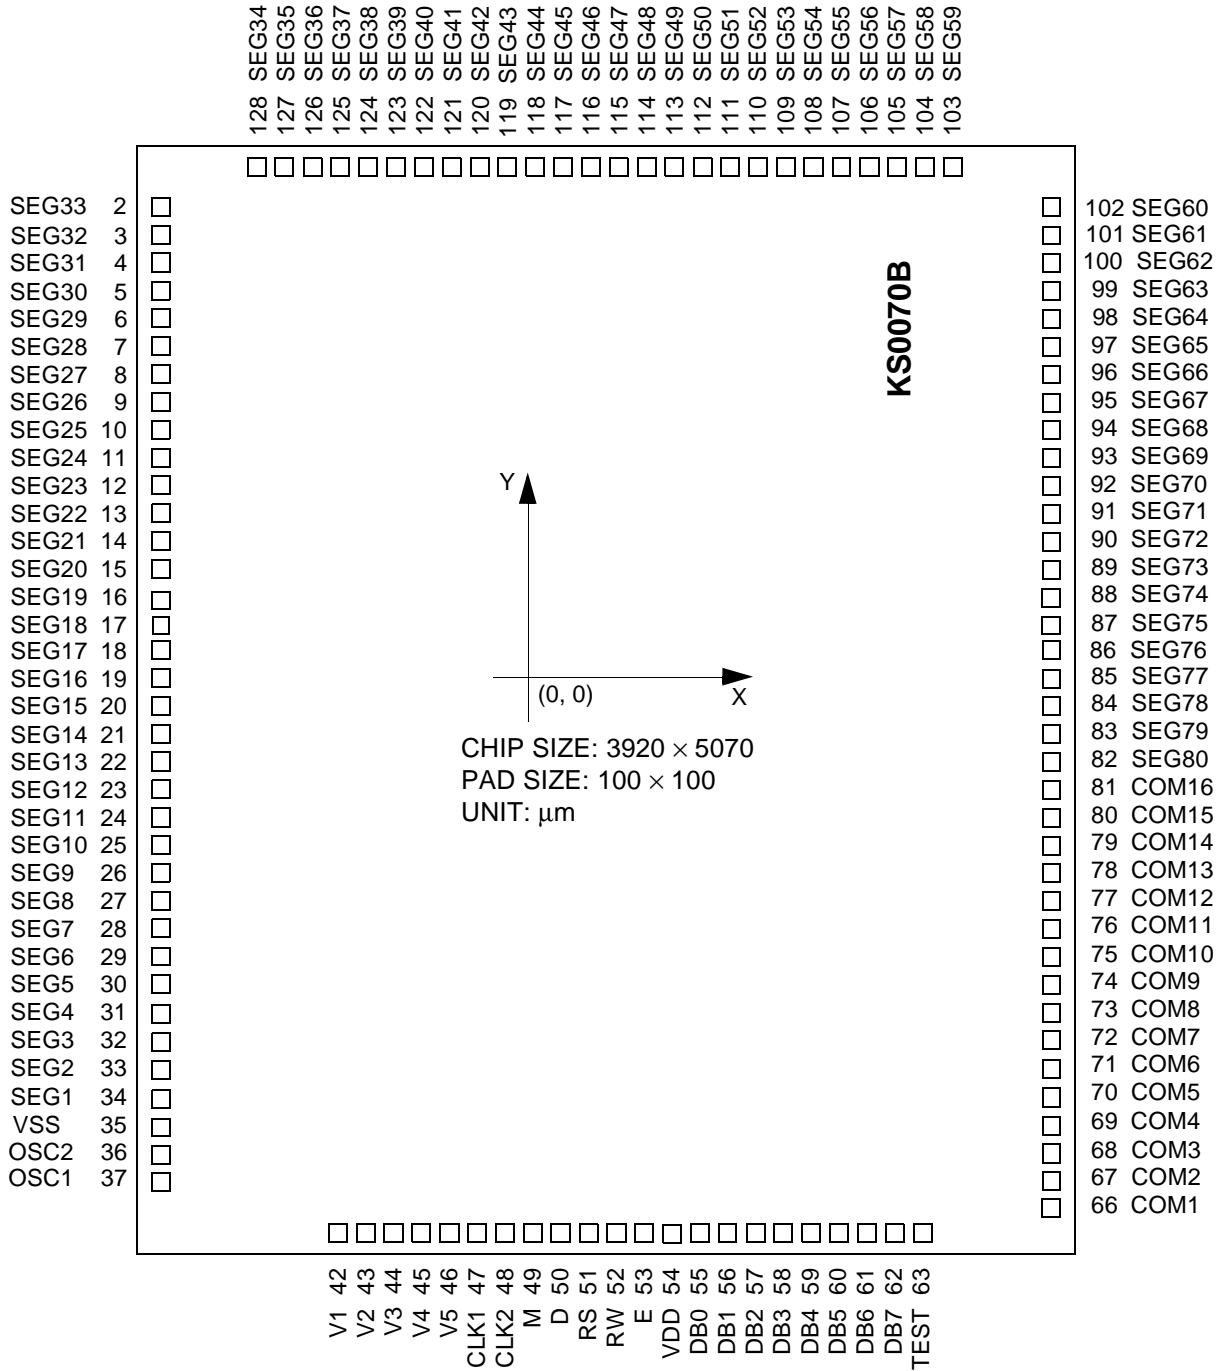 128 SEG34
127 SEG35
126 SEG36
125 SEG37
124 SEG38
123 SEG39
122 SEG40
121 SEG41
120 SEG42
119 SEG43
118 SEG44
117 SEG45
116 SEG46
115 SEG47
114 SEG48
113 SEG49
112 SEG50
111 SEG51
110 SEG52
109 SEG53
108 SEG54
107 SEG55
106 SEG56
105 SEG57
104 SEG58
103 SEG59
SEG33 2
SEG32 3
SEG31 4
SEG30 5
SEG29 6
SEG28 7
SEG27 8
SEG26 9
SEG25 10
SEG24 11
SEG23 12
SEG22 13
SEG21 14
SEG20 15
SEG19 16
SEG18 17
SEG17 18
SEG16 19
SEG15 20
SEG14 21
SEG13 22
SEG12 23
SEG11 24
SEG10 25
SEG9 26
SEG8 27
SEG7 28
SEG6 29
SEG5 30
SEG4 31
SEG3 32
SEG2 33
SEG1 34
VSS 35
OSC2 36
OSC1 37
KS0070B
Y
(0, 0)
X
CHIP SIZE: 3920 × 5070
PAD SIZE: 100 × 100
UNIT: μm
102 SEG60
101 SEG61
100 SEG62
99 SEG63
98 SEG64
97 SEG65
96 SEG66
95 SEG67
94 SEG68
93 SEG69
92 SEG70
91 SEG71
90 SEG72
89 SEG73
88 SEG74
87 SEG75
86 SEG76
85 SEG77
84 SEG78
83 SEG79
82 SEG80
81 COM16
80 COM15
79 COM14
78 COM13
77 COM12
76 COM11
75 COM10
74 COM9
73 COM8
72 COM7
71 COM6
70 COM5
69 COM4
68 COM3
67 COM2
66 COM1
V1 42
V2 43
V3 44
V4 45
V5 46
CLK1 47
CLK2 48
M 49
D 50
RS 51
RW 52
E 53
VDD 54
DB0 55
DB1 56
DB2 57
DB3 58
DB4 59
DB5 60
DB6 61
DB7 62
TEST 63